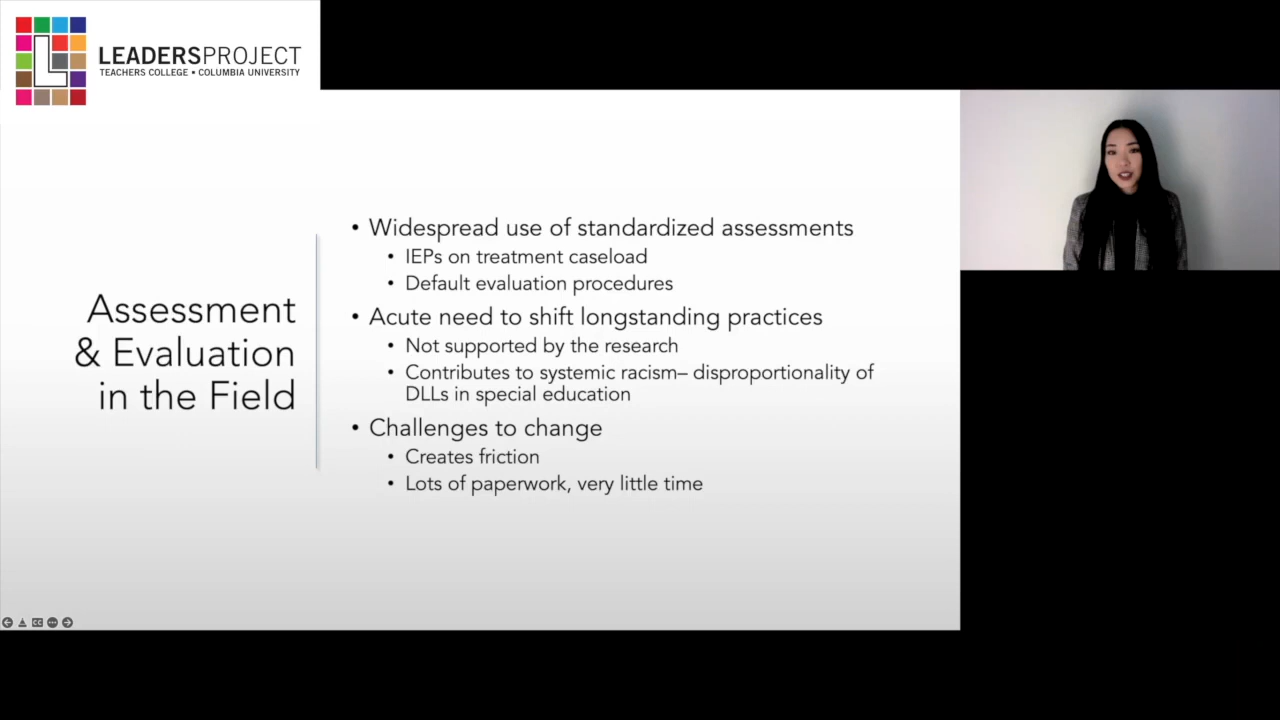 LEADERSPROJECT
TEACHERS COLLEGE ▪ COLUMBIA UNIVERSITY
Assessment
& Evaluation
in the Field
• Widespread use of standardized assessments
• IEPs on treatment caseload
• Default evaluation procedures
• Acute need to shift longstanding practices
• Not supported by the research
• Contributes to systemic racism– disproportionality of
DLLs in special education
• Challenges to change
• Creates friction
• Lots of paperwork, very little time